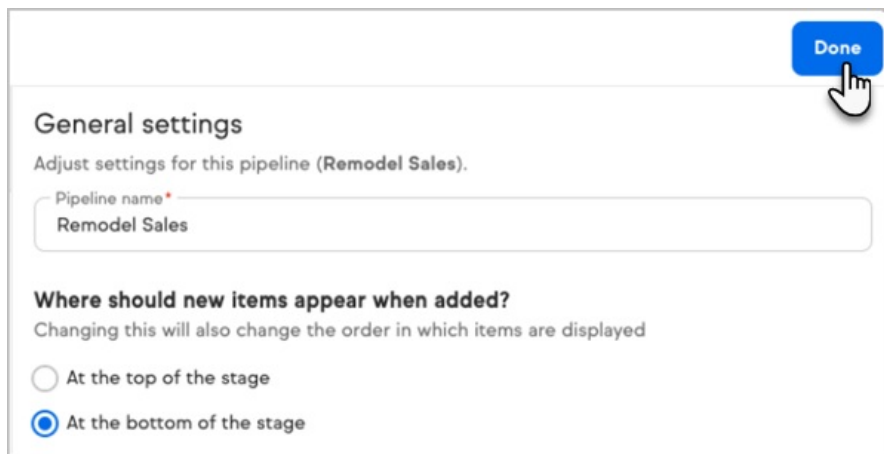 Done
General settings
Adjust settings for this pipeline (Remodel Sales).
Pipeline name*
Remodel Sales
Where should new items appear when added?
Changing this will also change the order in which items are displayed
At the top of the stage
At the bottom of the stage